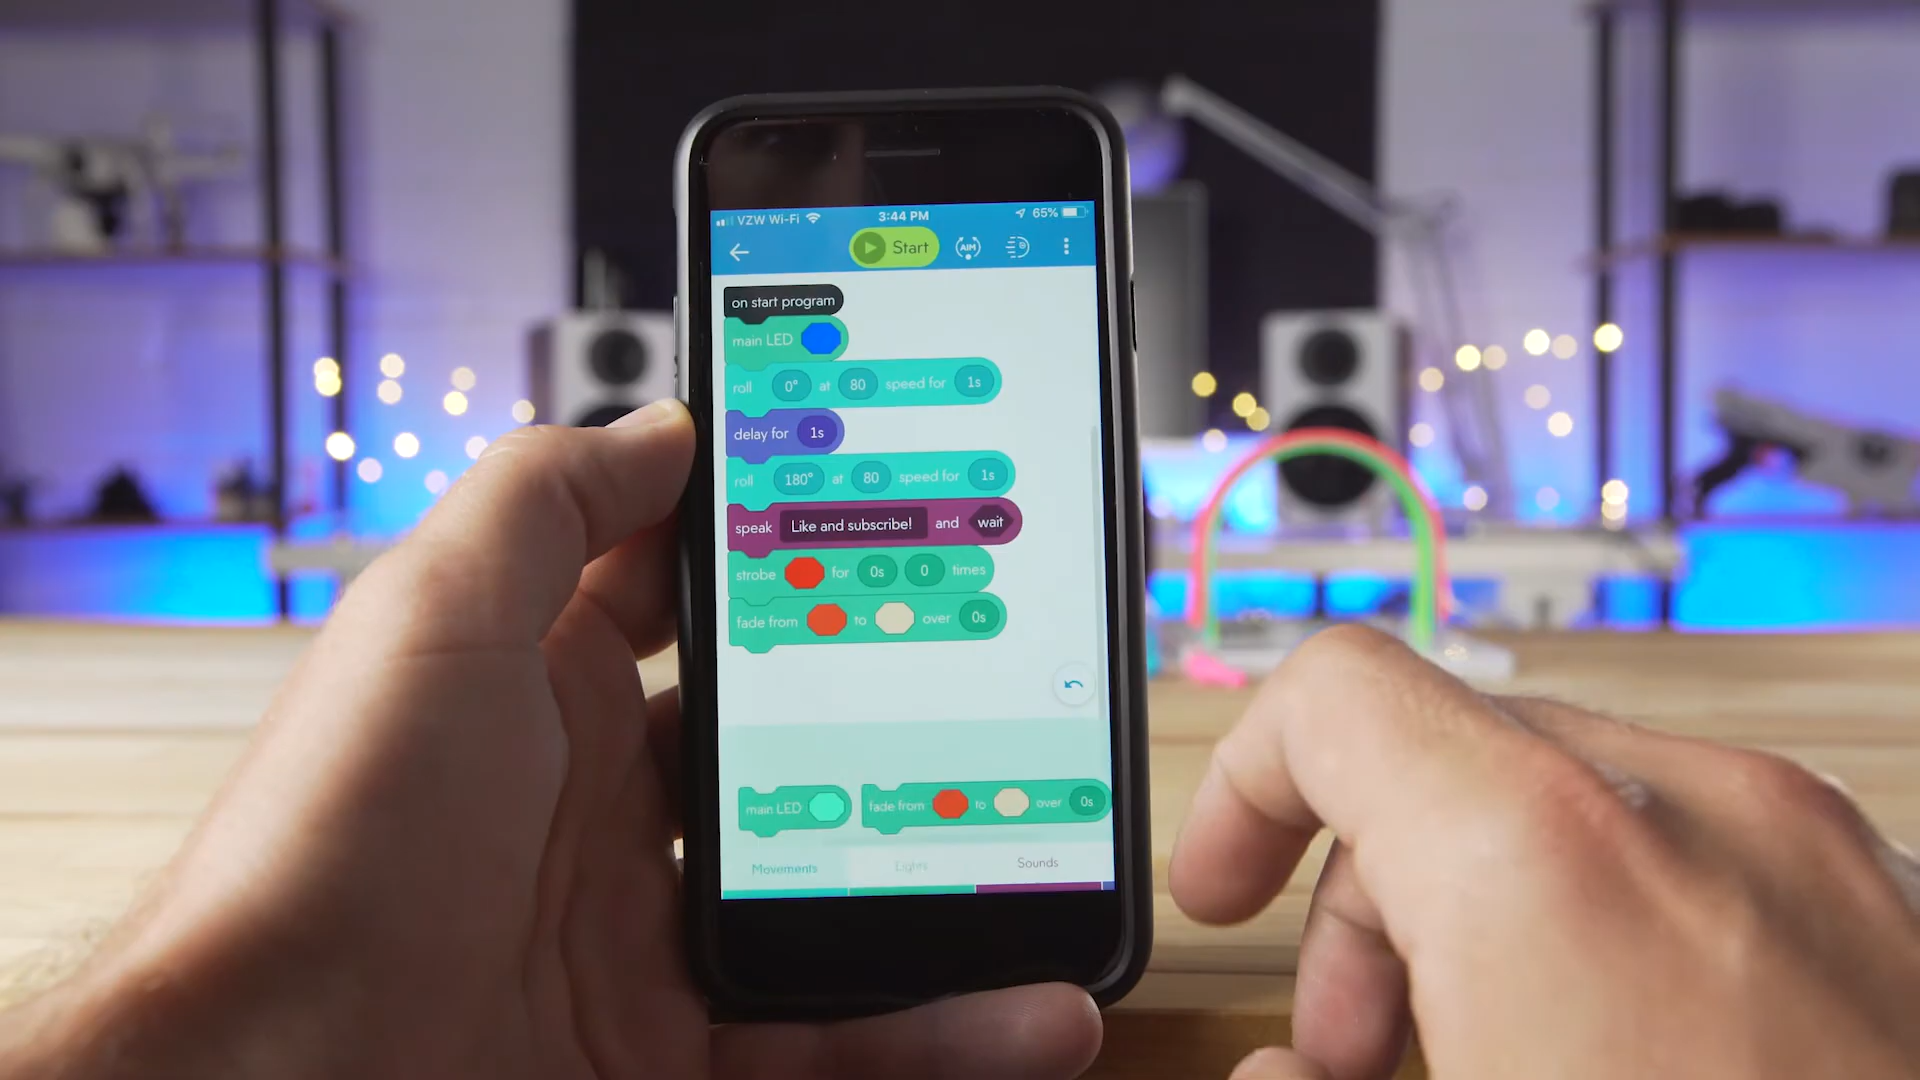 VZW Wi-Fi 3:44 PM 65%
Start AIM
on start program
main LED
roll 0° at 80 speed for 1s
delay for 1s
roll 180° at 80 speed for 1s
speak Like and subscribe! and wait
strobe for 0s 0 times
fade from to over 0s
main LED fade from to over 0s
Movements Lights Sounds